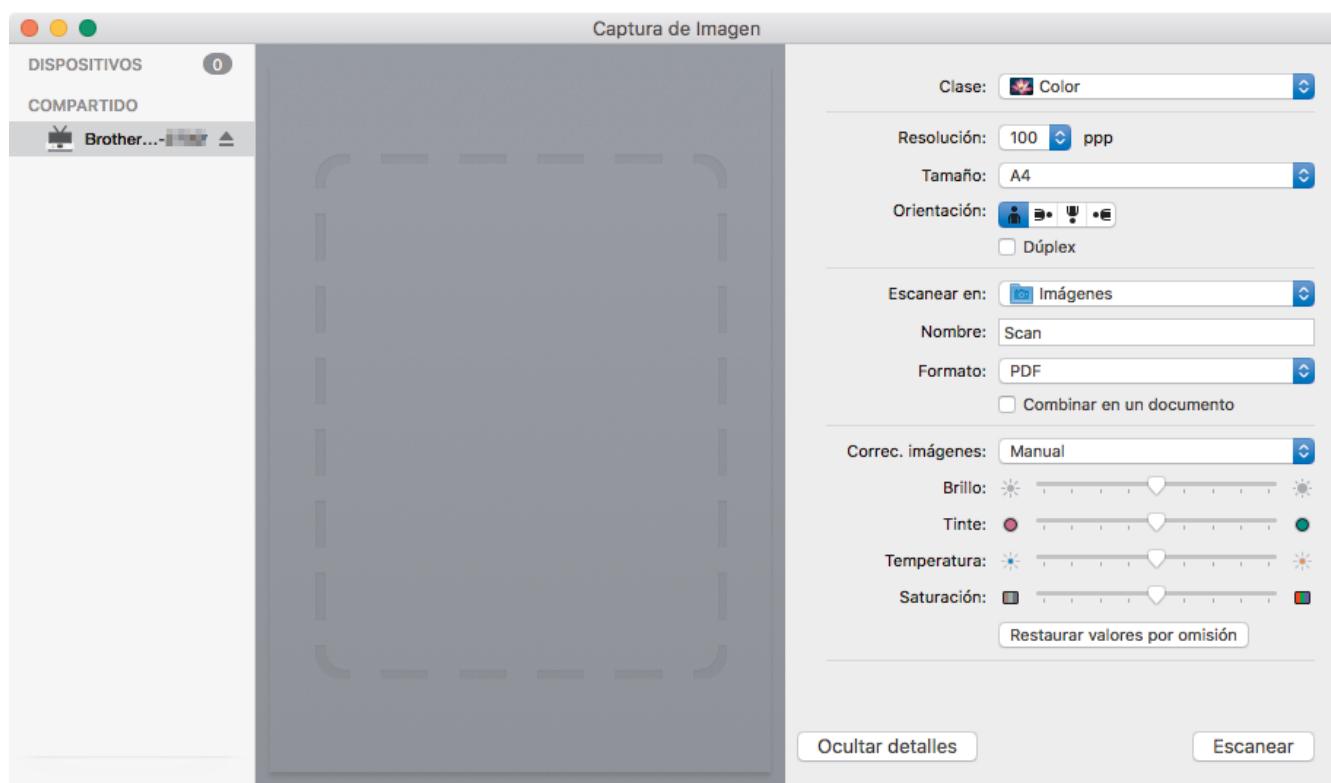 Captura de Imagen
DISPOSITIVOS 0
COMPARTIDO
Brother...-
Clase: Color
Resolución: 100 ppp
Tamaño: A4
Orientación:
Dúplex
Escanear en: Imágenes
Nombre: Scan
Formato: PDF
Combinar en un documento
Correc. imágenes: Manual
Brillo:
Tinte:
Temperatura:
Saturación:
Restaurar valores por omisión
Ocultar detalles Escanear